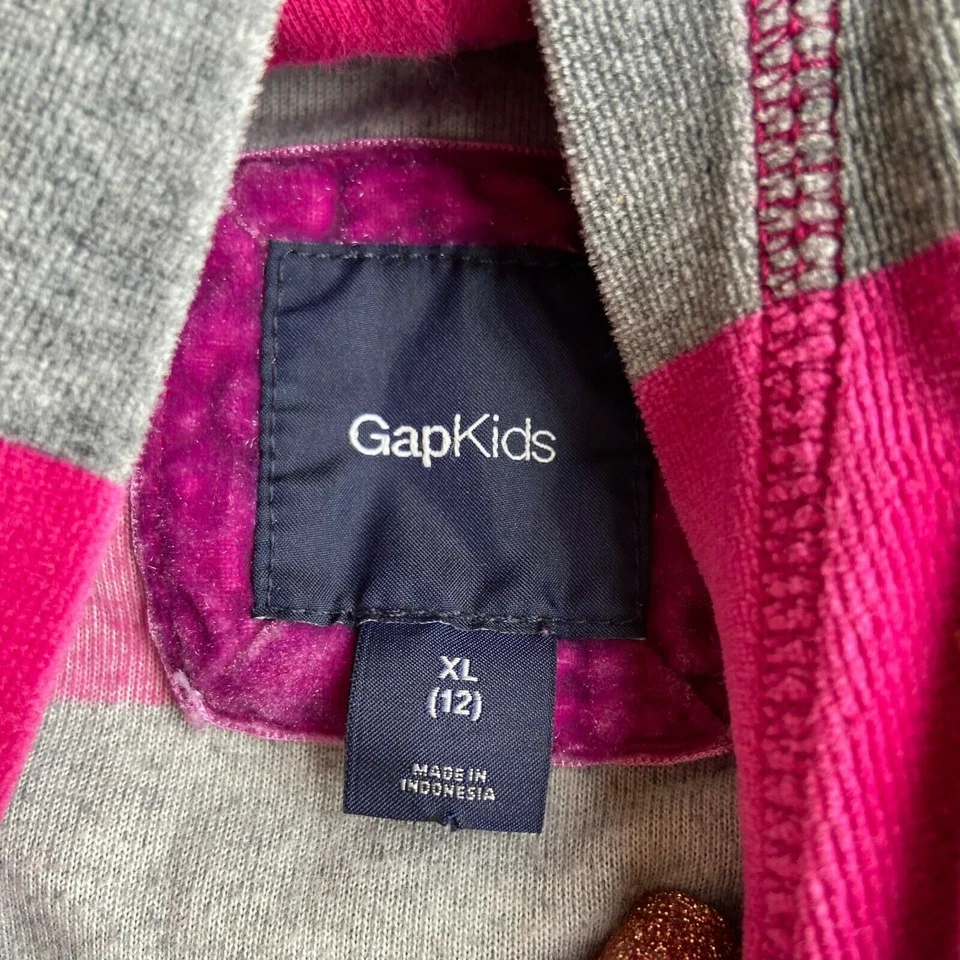 GapKids
XL
(12)
MADE IN
INDONESIA